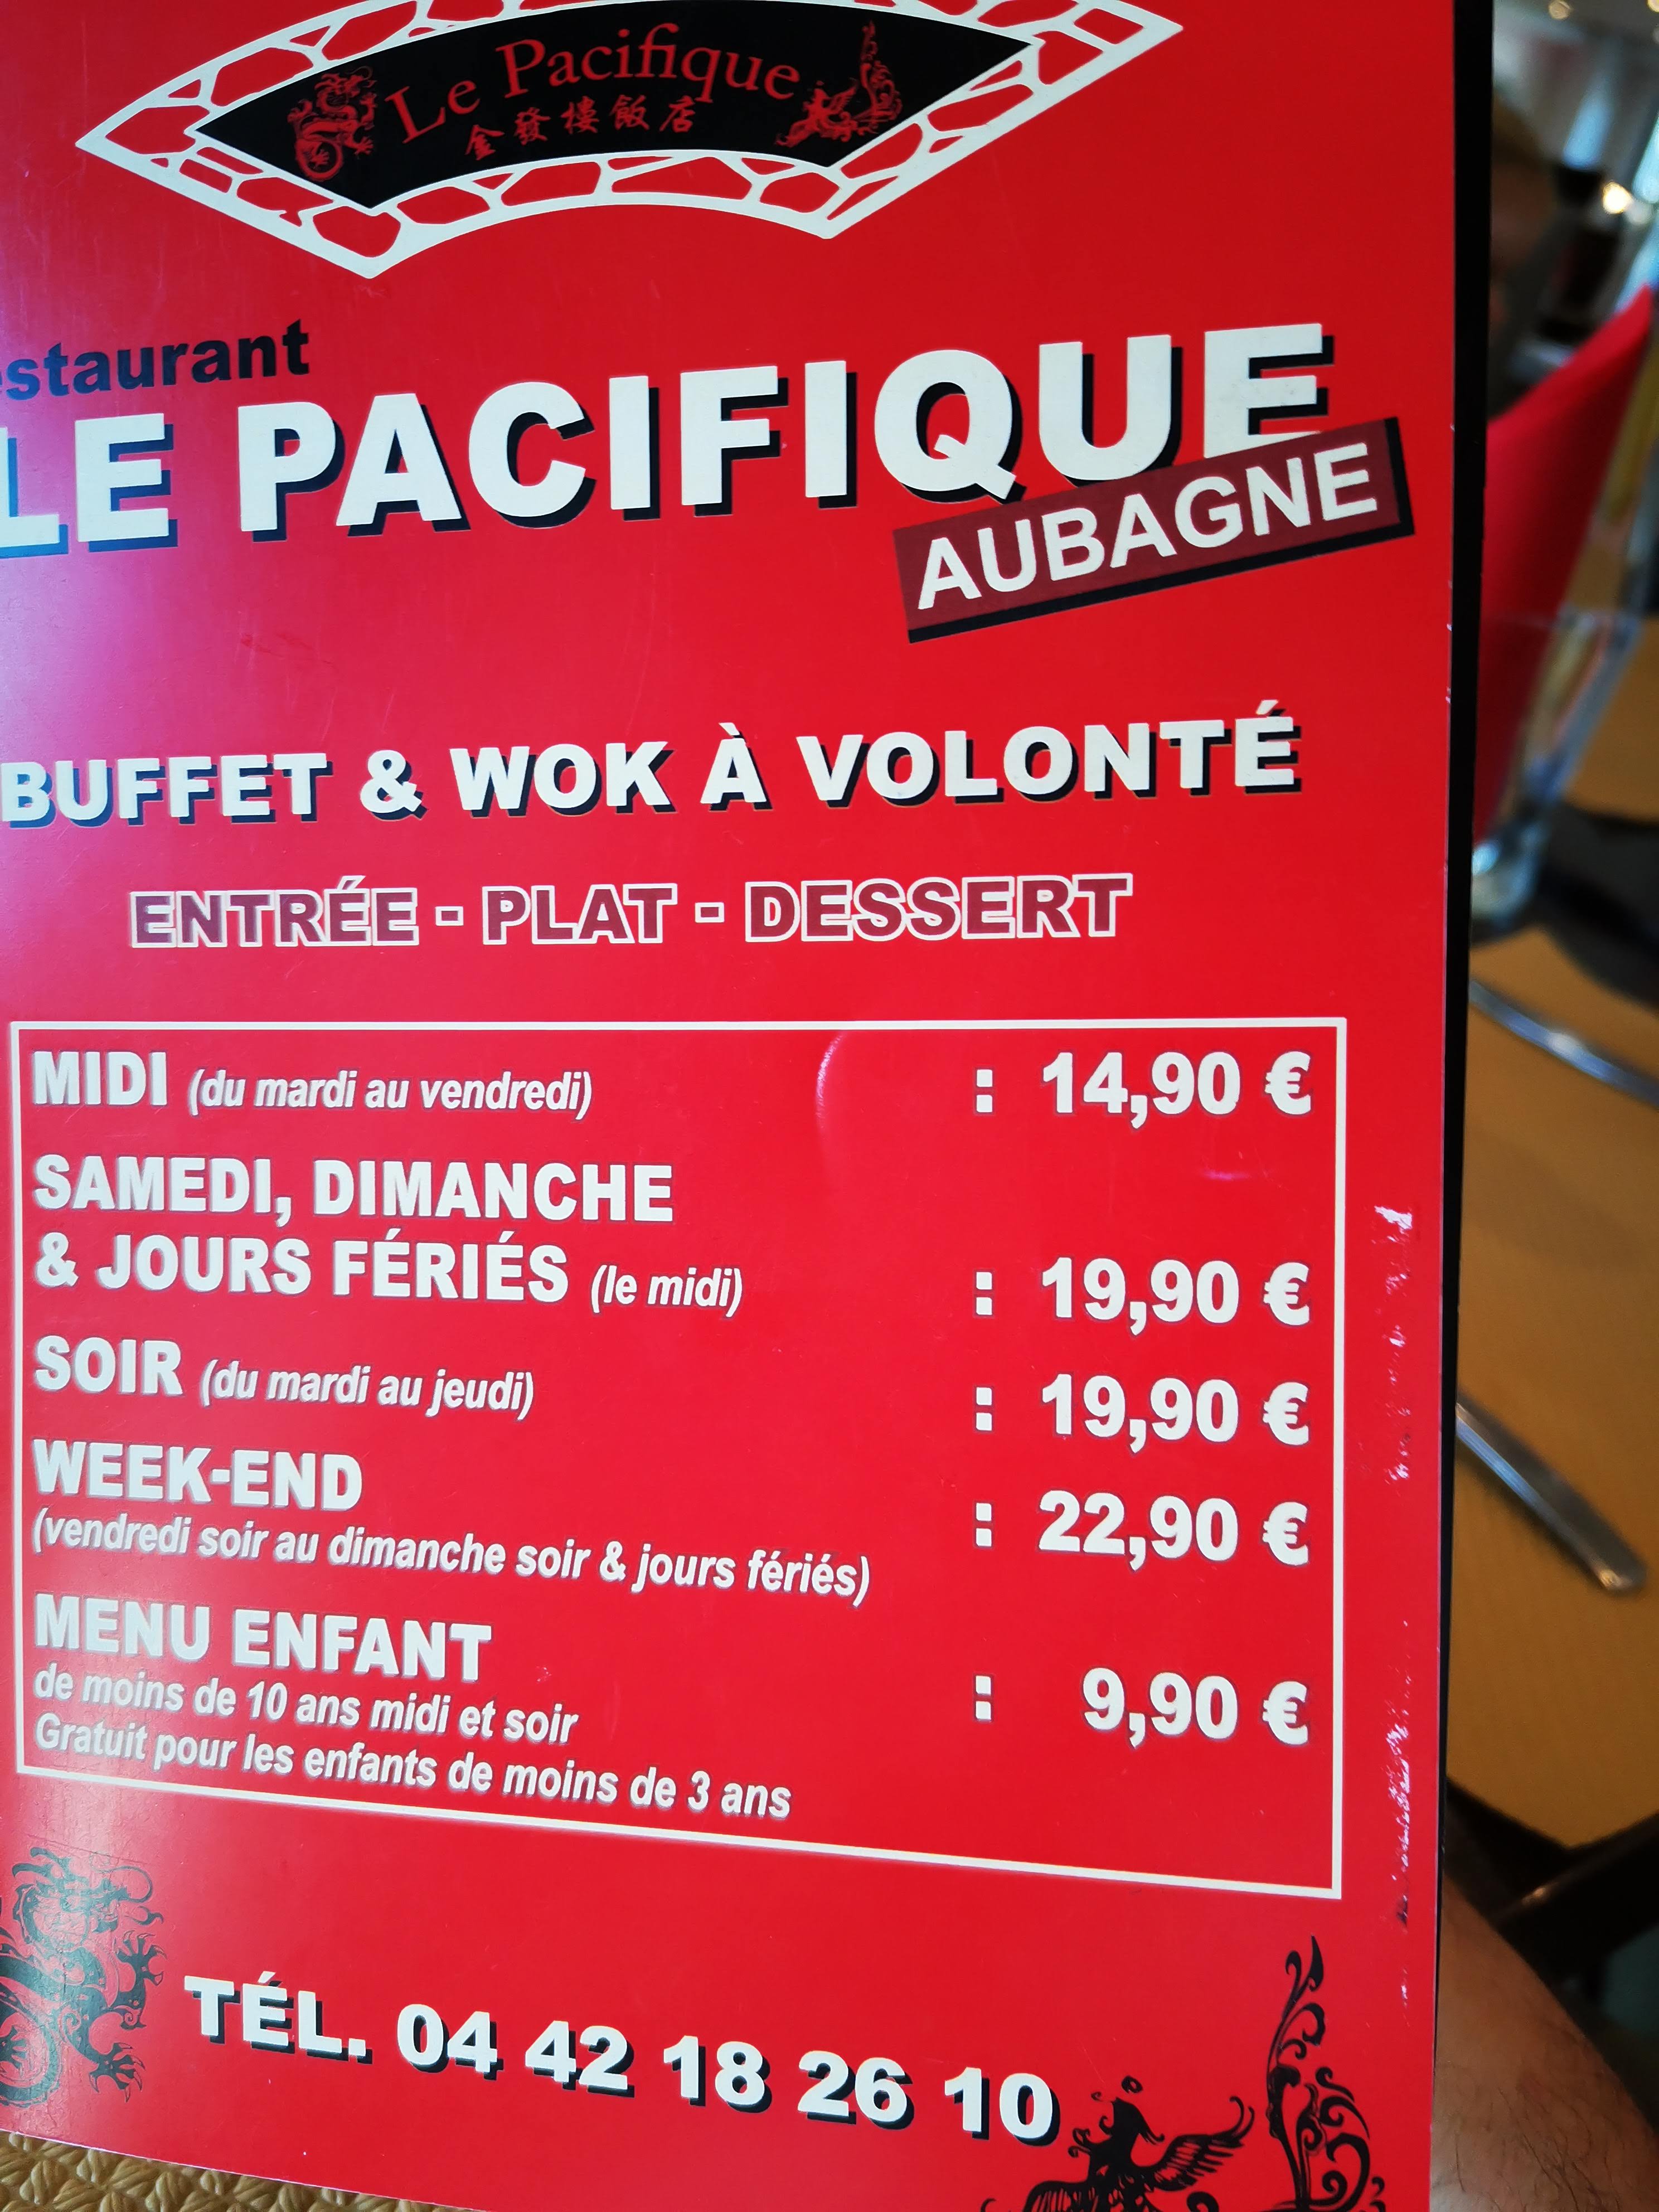 Le Pacifique
金發樓飯店
estaurant
LE PACIFIQUE
AUBAGNE
BUFFET & WOK À VOLONTÉ
ENTRÉE - PLAT - DESSERT
MIDI (du mardi au vendredi) : 14,90 €
SAMEDI, DIMANCHE
& JOURS FÉRIÉS (le midi) : 19,90 €
SOIR (du mardi au jeudi) : 19,90 €
WEEK-END : 22,90 €
(vendredi soir au dimanche soir & jours fériés)
MENU ENFANT
de moins de 10 ans midi et soir : 9,90 €
Gratuit pour les enfants de moins de 3 ans
TÉL. 04 42 18 26 10